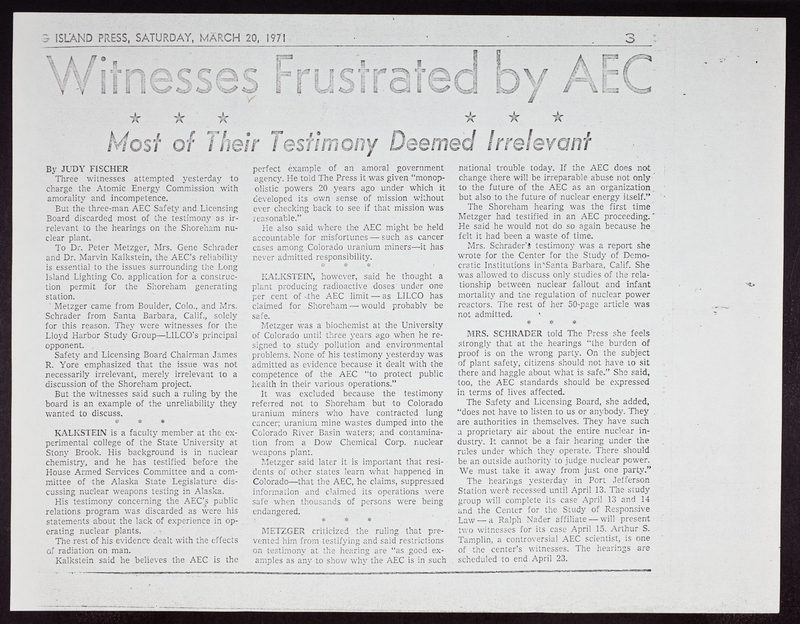 ISLAND PRESS, SATURDAY, MARCH 20, 1971 3
Witnesses Frustrated by AEC
Most of Their Testimony Deemed Irrelevant
By JUDY FISCHER
Three witnesses attempted yesterday to
charge the Atomic Energy Commission with
amorality and incompetence.
But the three-man AEC Safety and Licensing
Board discarded most of the testimony as ir-
relevant to the hearings on the Shoreham nu-
clear plant.
To Dr. Peter Metzger, Mrs. Gene Schrader
and Dr. Marvin Kalkstein, the AEC's reliability
is essential to the issues surrounding the Long
Island Lighting Co. application for a construc-
tion permit for the Shoreham generating
station.
Metzger came from Boulder, Colo., and Mrs.
Schrader from Santa Barbara, Calif., solely
for this reason. They were witnesses for the
Lloyd Harbor Study Group—LILCO's principal
opponent.
Safety and Licensing Board Chairman James
R. Yore emphasized that the issue was not
necessarily irrelevant, merely irrelevant to a
discussion of the Shoreham project.
But the witnesses said such a ruling by the
board is an example of the unreliability they
wanted to discuss.
* * *
KALKSTEIN is a faculty member at the ex-
perimental college of the State University at
Stony Brook. His background is in nuclear
chemistry, and he has testified before the
House Armed Services Committee and a com-
mittee of the Alaska State Legislature dis-
cussing nuclear weapons testing in Alaska.
His testimony concerning the AEC's public
relations program was discarded as were his
statements about the lack of experience in op-
erating nuclear plants.
The rest of his evidence dealt with the effects
of radiation on man.
Kalkstein said he believes the AEC is the
perfect example of an amoral government
agency. He told The Press it was given "monop-
olistic powers 20 years ago under which it
developed its own sense of mission without
ever checking back to see if that mission was
reasonable."
He also said where the AEC might be held
accountable for misfortunes — such as cancer
cases among Colorado uranium miners—it has
never admitted responsibility.
* * *
KALKSTEIN, however, said he thought a
plant producing radioactive doses under one
per cent of the AEC limit — as LILCO has
claimed for Shoreham — would probably be
safe.
Metzger was a biochemist at the University
of Colorado until three years ago when he re-
signed to study pollution and environmental
problems. None of his testimony yesterday was
admitted as evidence because it dealt with the
competence of the AEC "to protect public
health in their various operations."
It was excluded because the testimony
referred not to Shoreham but to Colorado
uranium miners who have contracted lung
cancer; uranium mine wastes dumped into the
Colorado River Basin waters; and contamina-
tion from a Dow Chemical Corp. nuclear
weapons plant.
Metzger said later it is important that resi-
dents of other states learn what happened in
Colorado—that the AEC, he claims, suppressed
information and claimed its operations were
safe when thousands of persons were being
endangered.
* * *
METZGER criticized the ruling that pre-
vented him from testifying and said restrictions
on testimony at the hearing are "as good ex-
amples as any to show why the AEC is in such
national trouble today. If the AEC does not
change there will be irreparable abuse not only
to the future of the AEC as an organization
but also to the future of nuclear energy itself."
The Shoreham hearing was the first time
Metzger had testified in an AEC proceeding.
He said he would not do so again because he
felt it had been a waste of time.
Mrs. Schrader's testimony was a report she
wrote for the Center for the Study of Demo-
cratic Institutions in Santa Barbara, Calif. She
was allowed to discuss only studies of the rela-
tionship between nuclear fallout and infant
mortality and the regulation of nuclear power
reactors. The rest of her 50-page article was
not admitted.
* * *
MRS. SCHRADER told The Press she feels
strongly that at the hearings "the burden of
proof is on the wrong party. On the subject
of plant safety, citizens should not have to sit
there and haggle about what is safe." She said,
too, the AEC standards should be expressed
in terms of lives affected.
The Safety and Licensing Board, she added,
"does not have to listen to us or anybody. They
are authorities in themselves. They have such
a proprietary air about the entire nuclear in-
dustry. It cannot be a fair hearing under the
rules under which they operate. There should
be an outside authority to judge nuclear power.
We must take it away from just one party."
The hearings yesterday in Port Jefferson
Station were recessed until April 13. The study
group will complete its case April 13 and 14
and the Center for the Study of Responsive
Law — a Ralph Nader affiliate — will present
two witnesses for its case April 15. Arthur S.
Tamplin, a controversial AEC scientist, is one
of the center's witnesses. The hearings are
scheduled to end April 23.